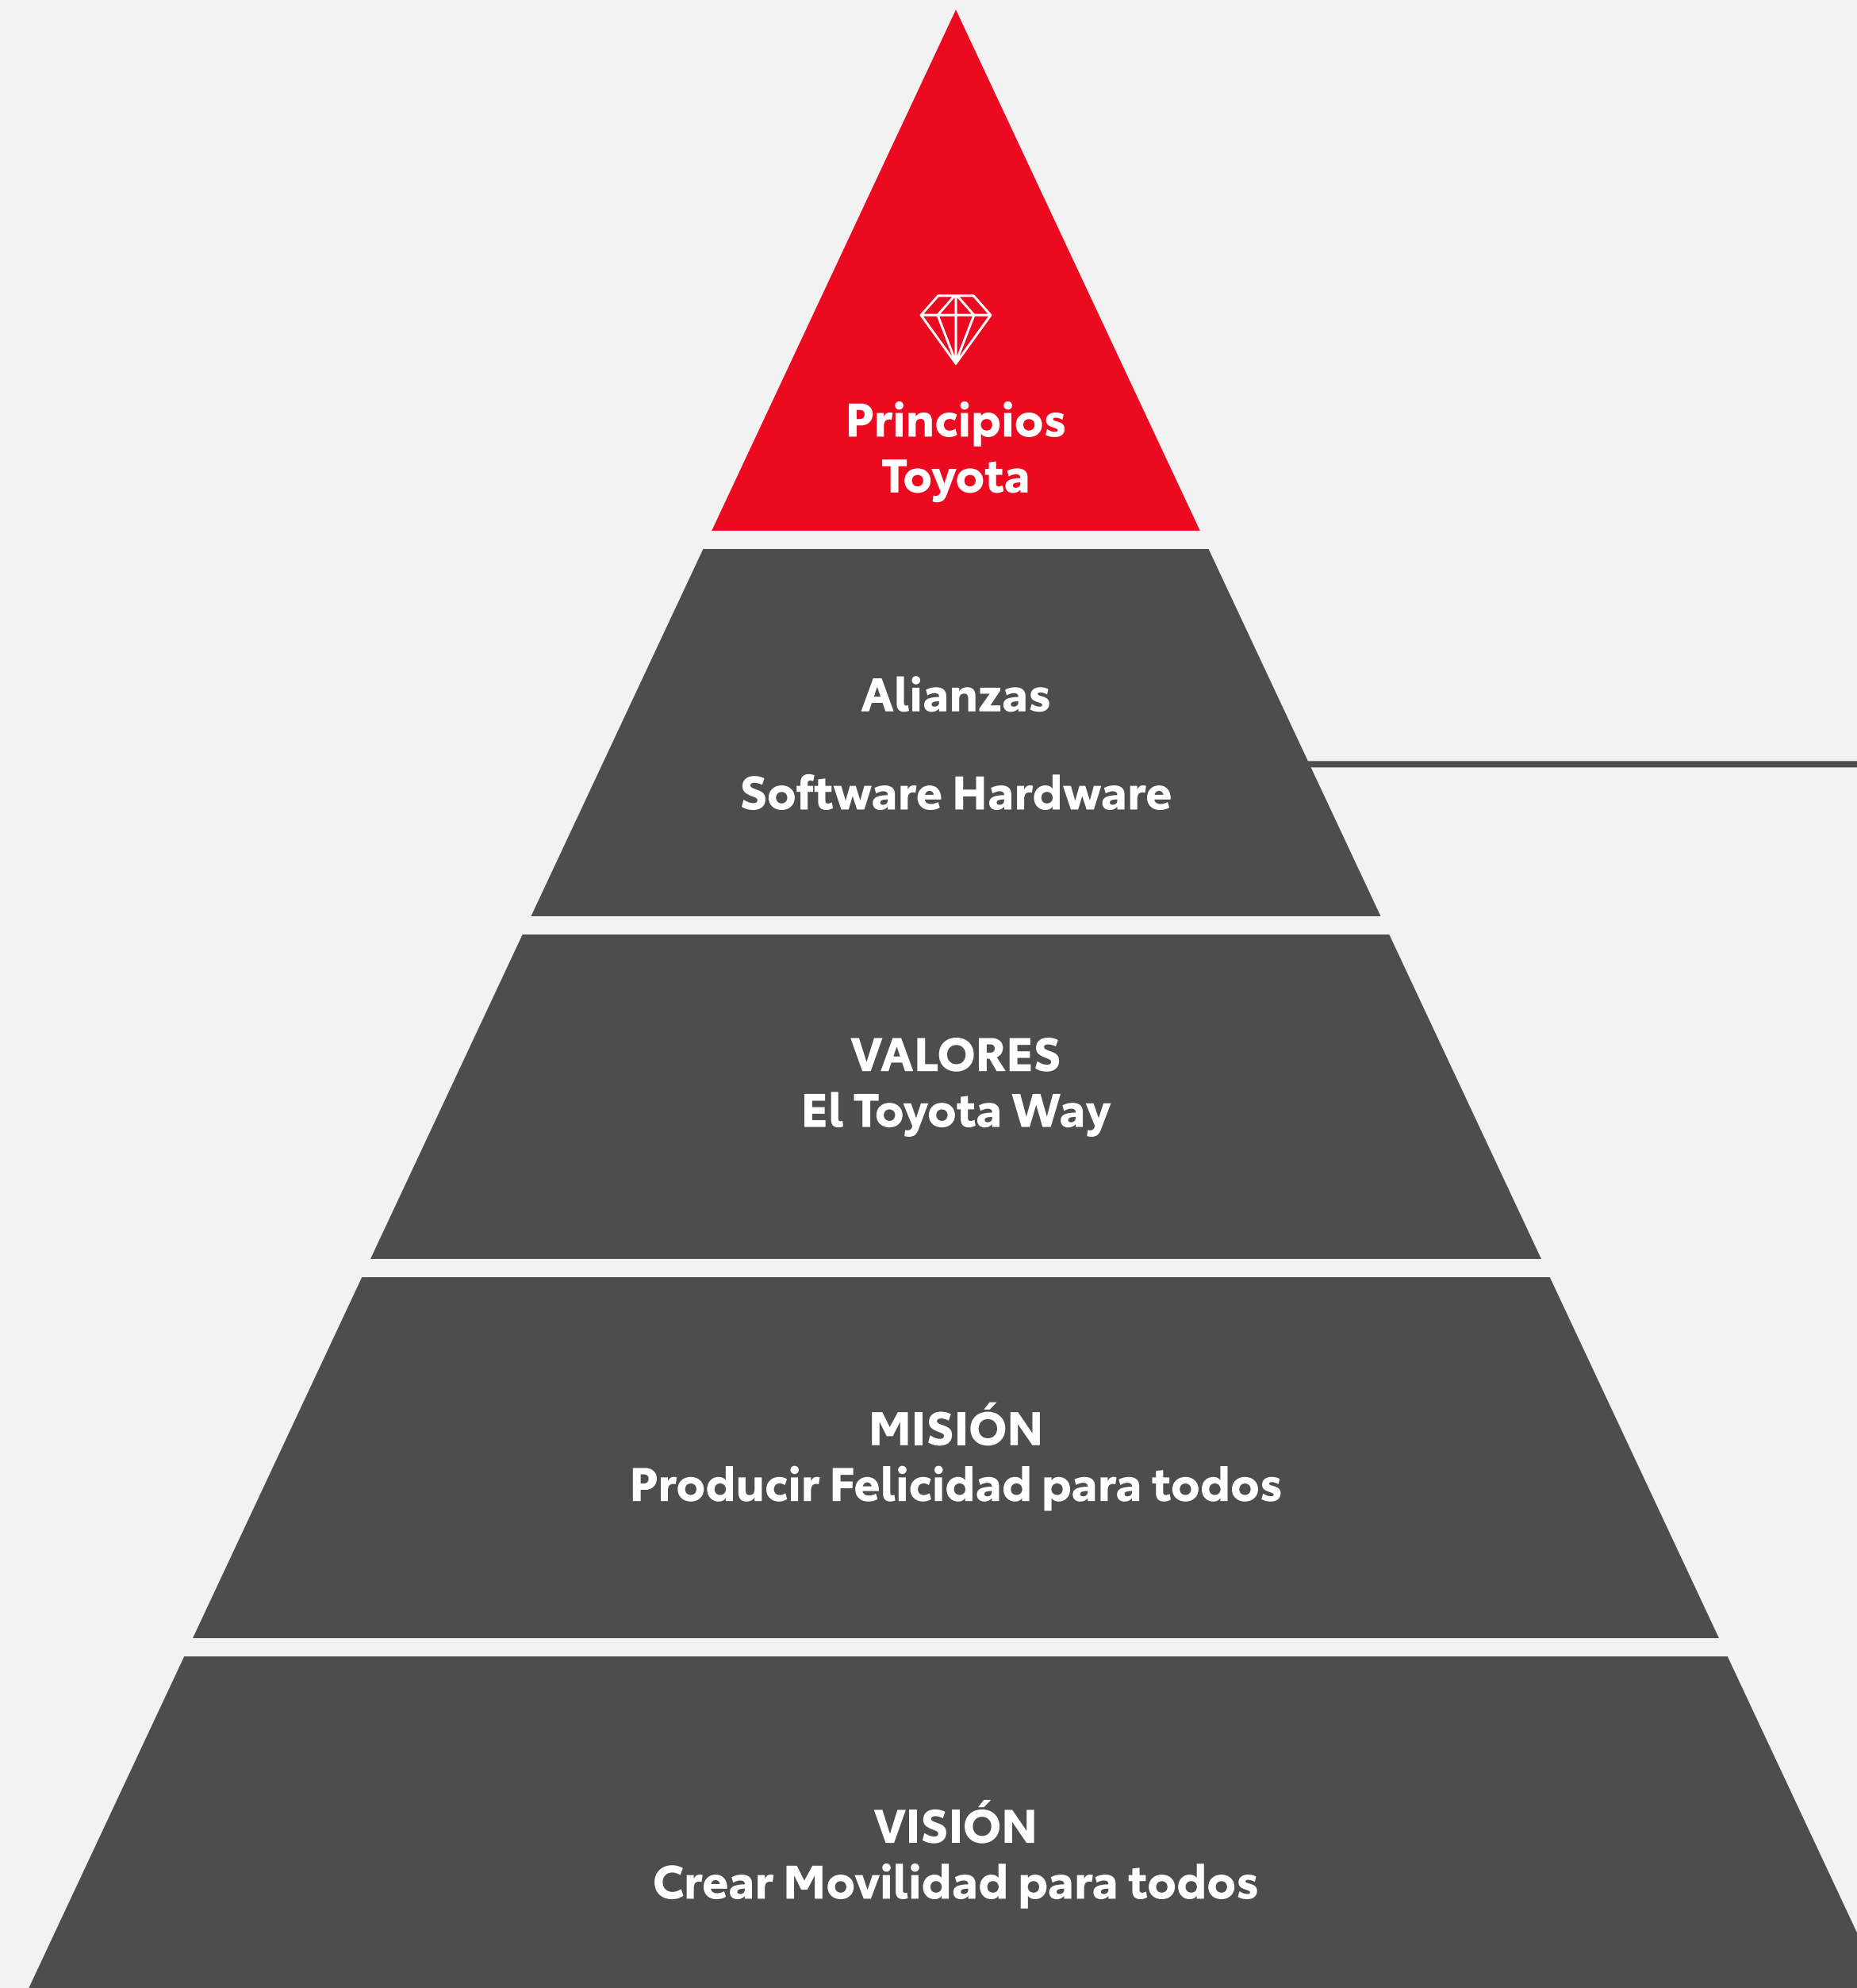 Principios
Toyota
Alianzas
Software Hardware
VALORES
El Toyota Way
MISIÓN
Producir Felicidad para todos
VISIÓN
Crear Movilidad para todos